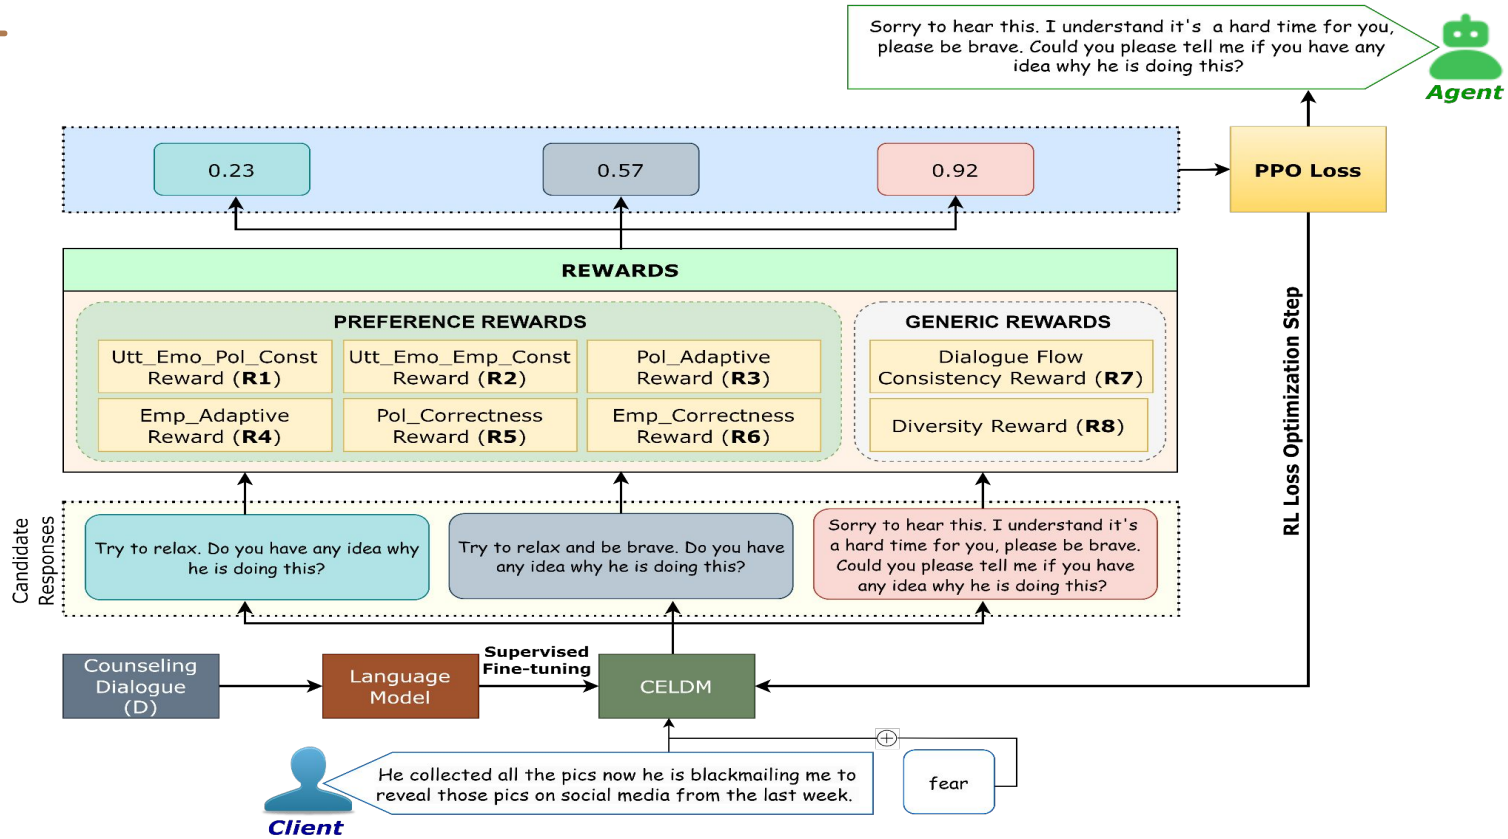 Sorry to hear this. I understand it's a hard time for you,
please be brave. Could you please tell me if you have any
idea why he is doing this?
Agent
0.23
0.57
0.92
PPO Loss
REWARDS
PREFERENCE REWARDS
GENERIC REWARDS
Utt_Emo_Pol_Const
Reward (R1)
Utt_Emo_Emp_Const
Reward (R2)
Pol_Adaptive
Reward (R3)
Dialogue Flow
Consistency Reward (R7)
Emp_Adaptive
Reward (R4)
Pol_Correctness
Reward (R5)
Emp_Correctness
Reward (R6)
Diversity Reward (R8)
RL Loss Optimization Step
Candidate
Responses
Try to relax. Do you have any idea why
he is doing this?
Try to relax and be brave. Do you have
any idea why he is doing this?
Sorry to hear this. I understand it's
a hard time for you, please be brave.
Could you please tell me if you have
any idea why he is doing this?
Counseling
Dialogue
(D)
Language
Model
Supervised
Fine-tuning
CELDM
He collected all the pics now he is blackmailing me to
reveal those pics on social media from the last week.
fear
Client